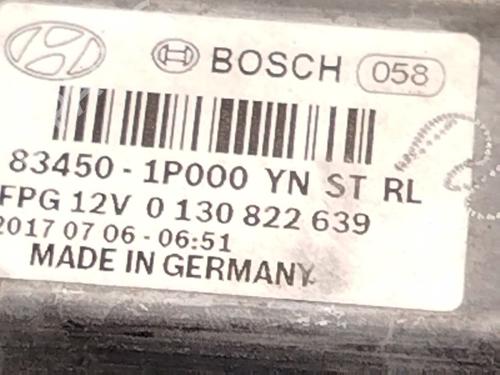 BOSCH 058
83450-1P000 YN ST RL
FPG 12V 0 130 822 639
2017 07 06-06:51
MADE IN GERMANY